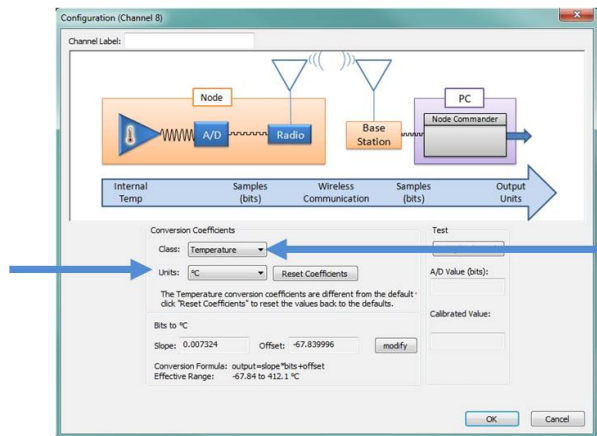 Configuration (Channel 8)
Channel Label:
Node
PC
Node Commander
A/D
Radio
Base
Station
Internal
Temp
Samples
(bits)
Wireless
Communication
Samples
(bits)
Output
Units
Conversion Coefficients
Class: Temperature
Units: °C
Reset Coefficients
The Temperature conversion coefficients are different from the default
click "Reset Coefficients" to reset the values back to the defaults.
Bits to °C
Slope: 0.007324 Offset: -67.839996 modify
Conversion Formula: output=slope*bits+offset
Effective Range: -67.84 to 412.1 °C
Test
A/D Value (bits):
Calibrated Value:
OK
Cancel